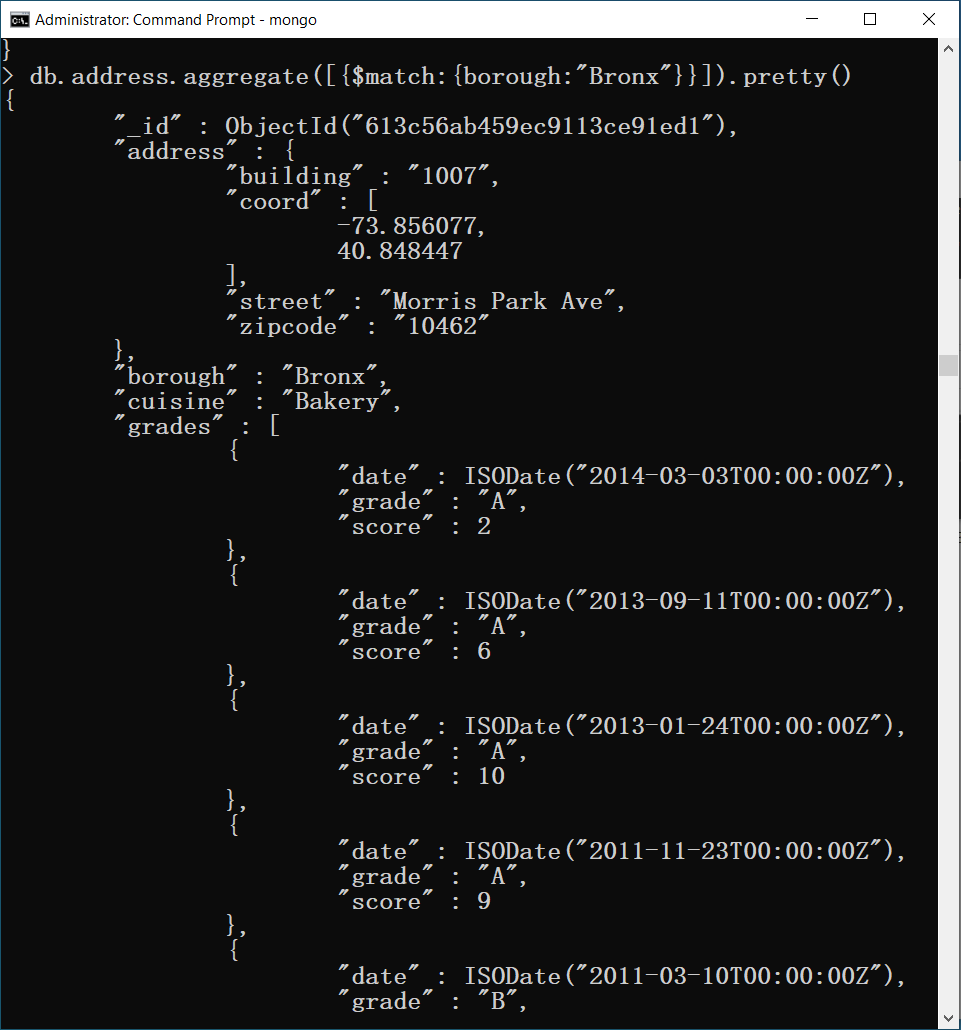 Administrator: Command Prompt - mongo
}
> db.address.aggregate([{$match:{borough:"Bronx"}}]).pretty()
{
        "_id" : ObjectId("613c56ab459ec9113ce91ed1"),
        "address" : {
                "building" : "1007",
                "coord" : [
                        -73.856077,
                        40.848447
                ],
                "street" : "Morris Park Ave",
                "zipcode" : "10462"
        },
        "borough" : "Bronx",
        "cuisine" : "Bakery",
        "grades" : [
                {
                        "date" : ISODate("2014-03-03T00:00:00Z"),
                        "grade" : "A",
                        "score" : 2
                },
                {
                        "date" : ISODate("2013-09-11T00:00:00Z"),
                        "grade" : "A",
                        "score" : 6
                },
                {
                        "date" : ISODate("2013-01-24T00:00:00Z"),
                        "grade" : "A",
                        "score" : 10
                },
                {
                        "date" : ISODate("2011-11-23T00:00:00Z"),
                        "grade" : "A",
                        "score" : 9
                },
                {
                        "date" : ISODate("2011-03-10T00:00:00Z"),
                        "grade" : "B",